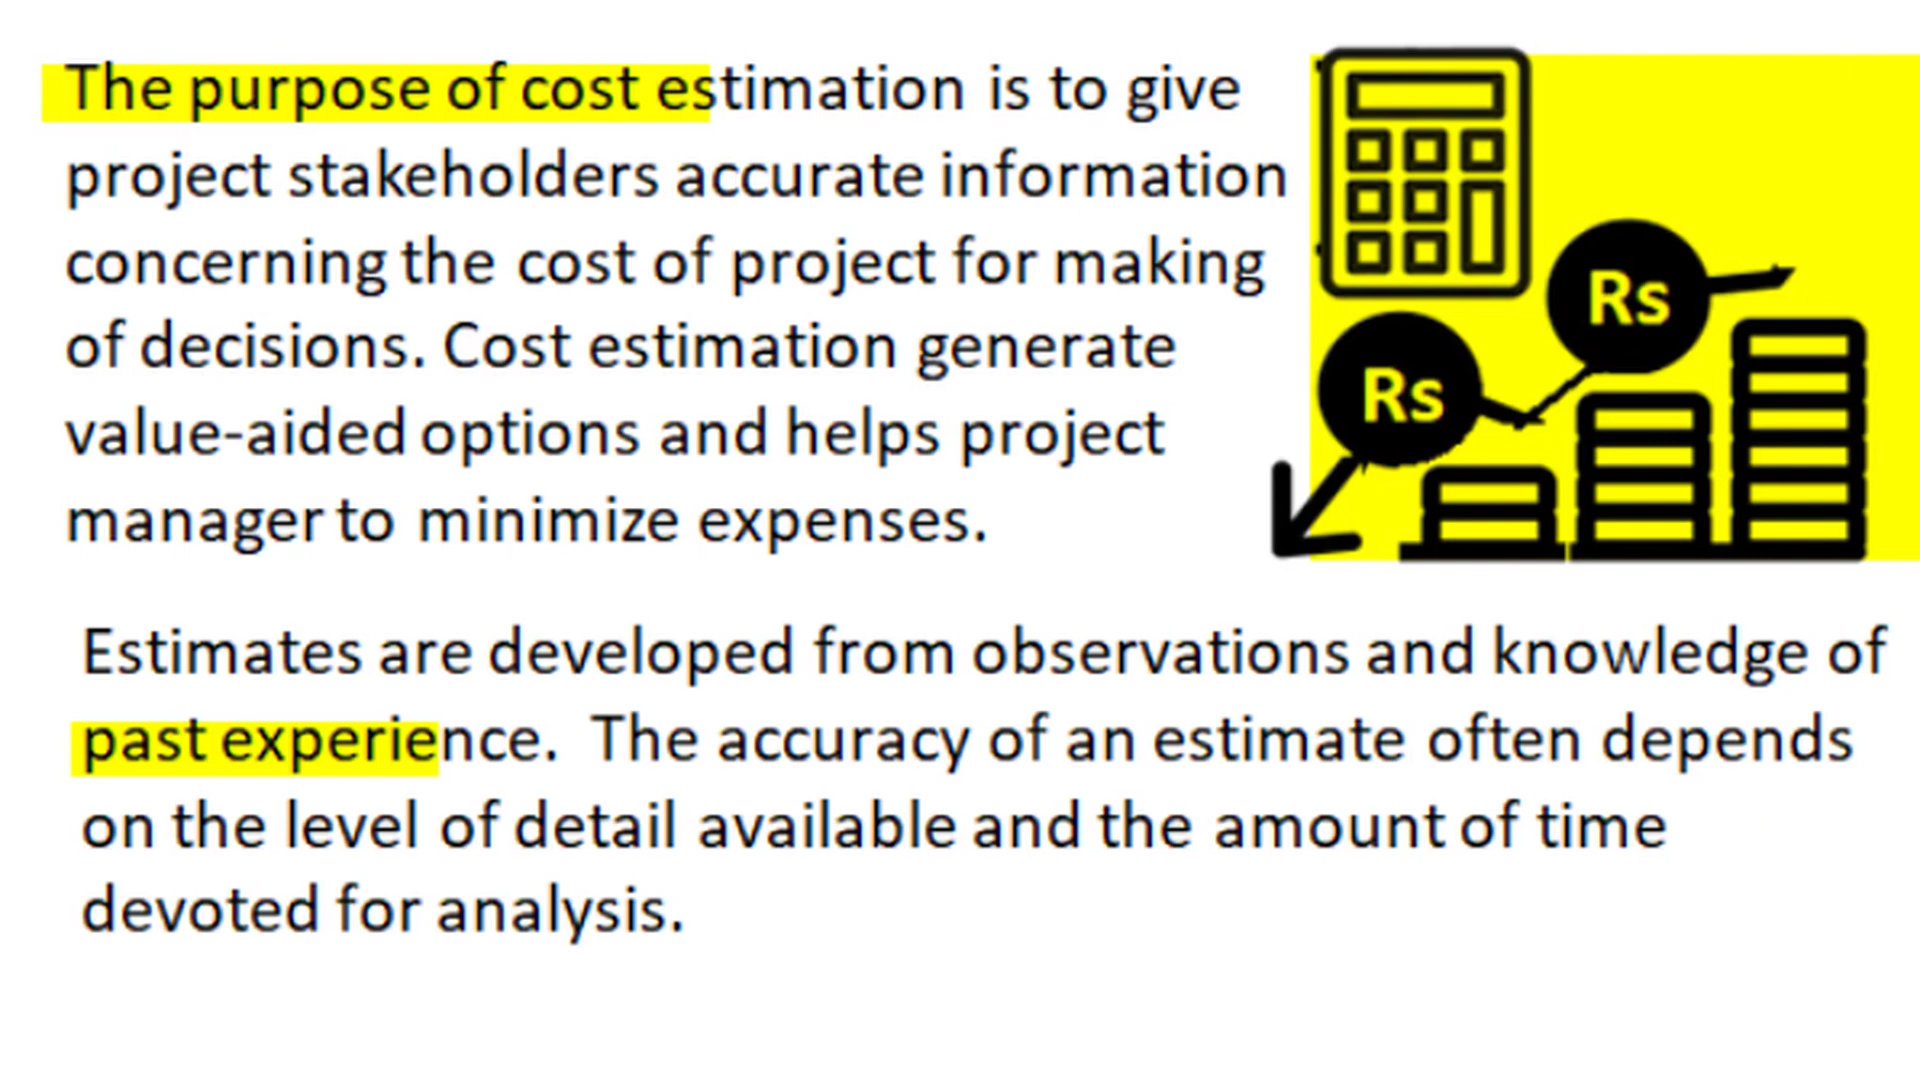 The purpose of cost estimation is to give
project stakeholders accurate information
concerning the cost of project for making
of decisions. Cost estimation generate
value-aided options and helps project
manager to minimize expenses.
Rs
Rs
Estimates are developed from observations and knowledge of
past experience. The accuracy of an estimate often depends
on the level of detail available and the amount of time
devoted for analysis.